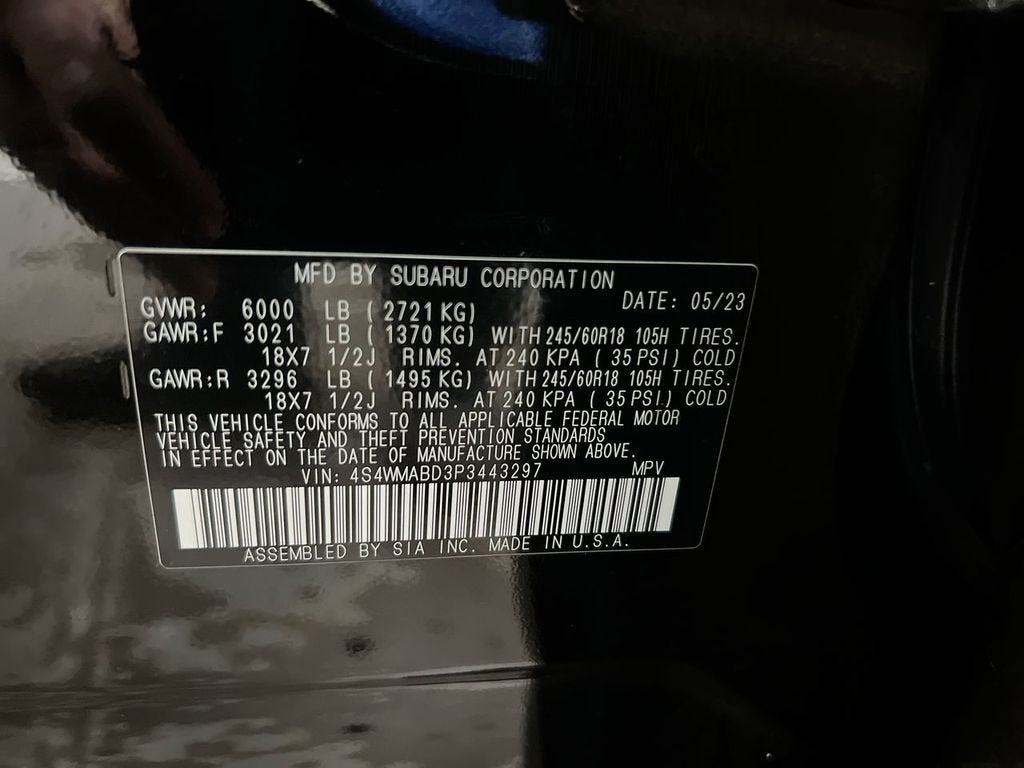 MFD BY SUBARU CORPORATION
DATE: 05/23
GVWR: 6000 LB ( 2721 KG)
GAWR:F 3021 LB ( 1370 KG) WITH 245/60R18 105H TIRES.
18X7 1/2J RIMS. AT 240 KPA ( 35 PSI) COLD
GAWR:R 3296 LB ( 1495 KG) WITH 245/60R18 105H TIRES.
18X7 1/2J RIMS. AT 240 KPA ( 35 PSI) COLD
THIS VEHICLE CONFORMS TO ALL APPLICABLE FEDERAL MOTOR
VEHICLE SAFETY AND THEFT PREVENTION STANDARDS
IN EFFECT ON THE DATE OF MANUFACTURE SHOWN ABOVE.
VIN: 4S4WMABD3P3443297 MPV
ASSEMBLED BY SIA INC. MADE IN U.S.A.